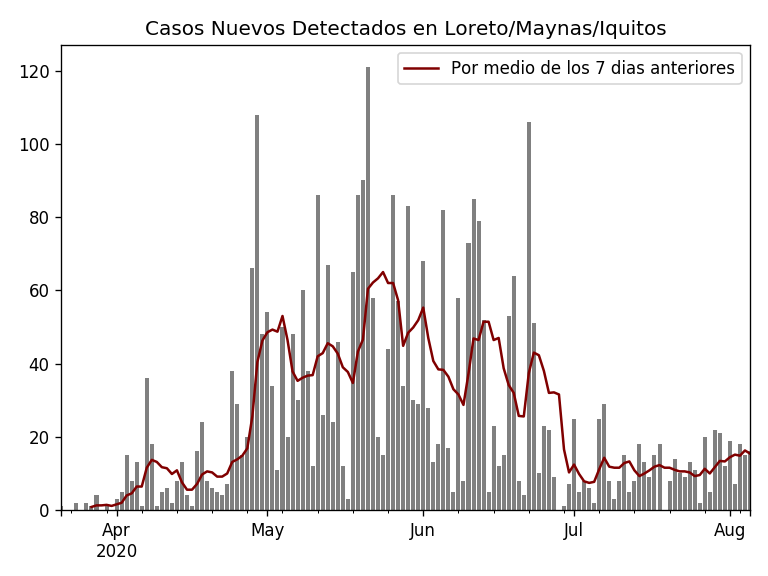 Casos Nuevos Detectados en Loreto/Maynas/Iquitos
Por medio de los 7 dias anteriores
120
100
80
60
40
20
0
Apr
2020
May
Jun
Jul
Aug